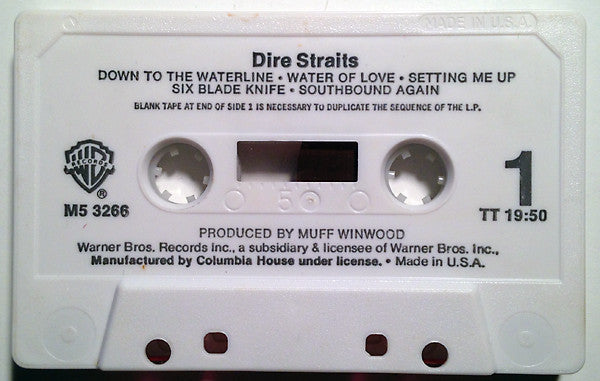 MADE IN U.S.A.
Dire Straits
DOWN TO THE WATERLINE • WATER OF LOVE • SETTING ME UP
SIX BLADE KNIFE • SOUTHBOUND AGAIN
BLANK TAPE AT END OF SIDE 1 IS NECESSARY TO DUPLICATE THE SEQUENCE OF THE L.P.
WB
RECORDS
®
M5 3266
5
1
TT 19:50
PRODUCED BY MUFF WINWOOD
Warner Bros. Records Inc., a subsidiary & licensee of Warner Bros. Inc.,
Manufactured by Columbia House under license. • Made in U.S.A.